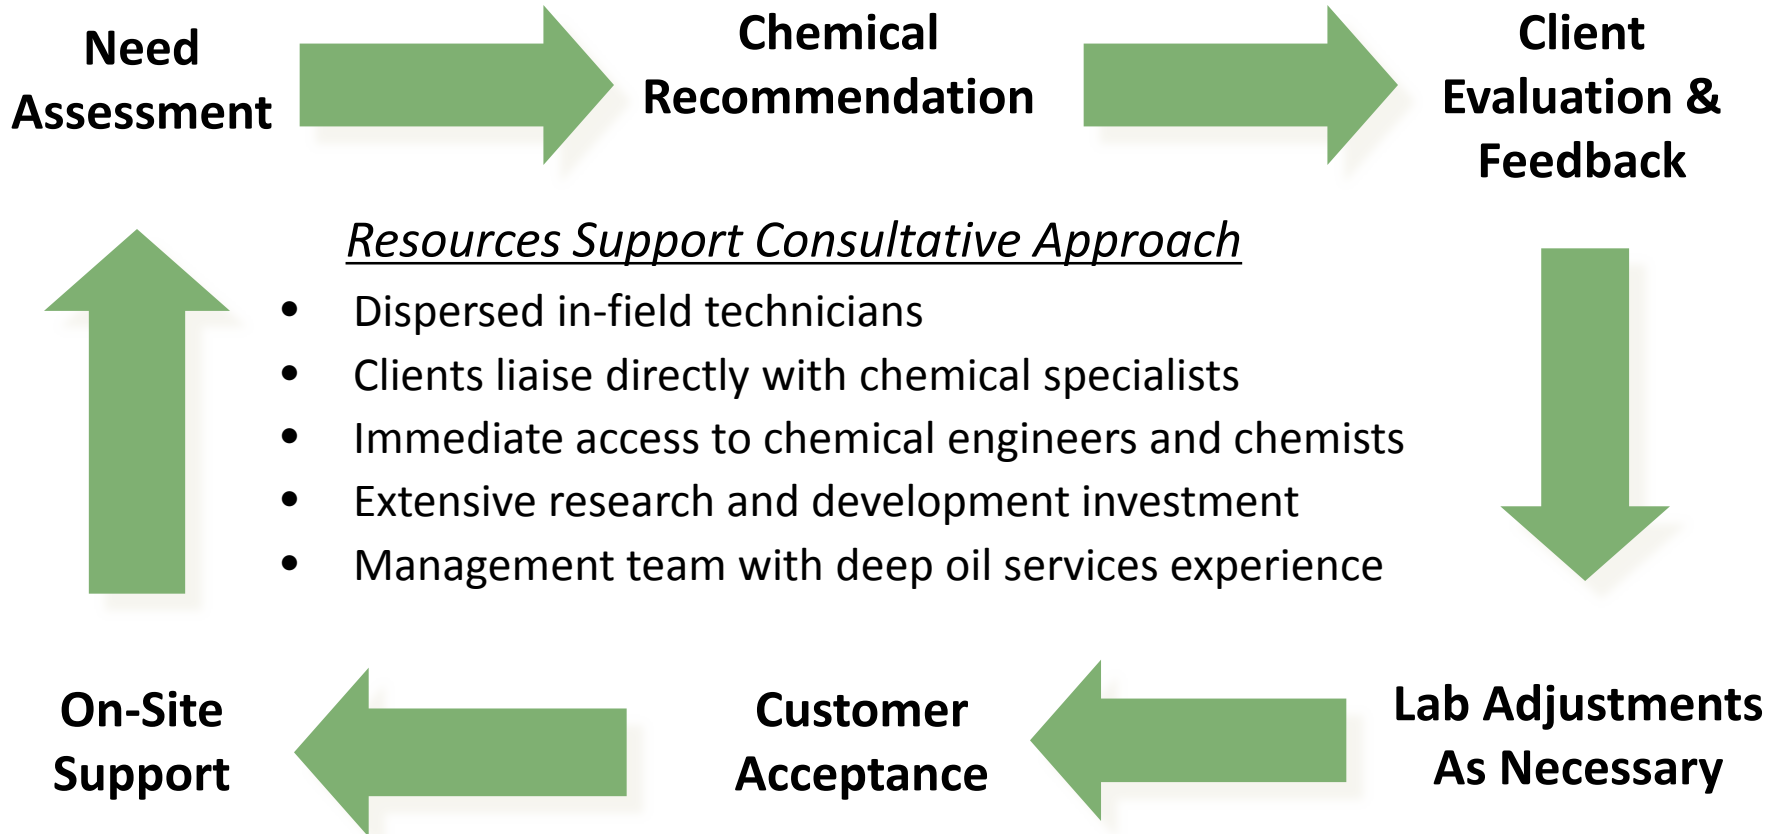 Need
Assessment
Chemical
Recommendation
Client
Evaluation &
Feedback
Resources Support Consultative Approach
• Dispersed in-field technicians
• Clients liaise directly with chemical specialists
• Immediate access to chemical engineers and chemists
• Extensive research and development investment
• Management team with deep oil services experience
On-Site
Support
Customer
Acceptance
Lab Adjustments
As Necessary